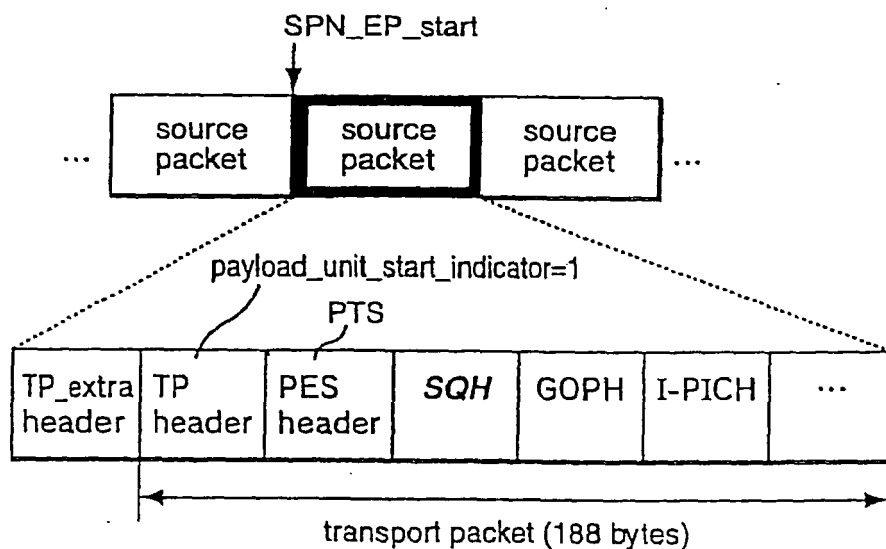 SPN_EP_start
source packet
source packet
source packet
...
...
payload_unit_start_indicator=1
PTS
TP_extra header
TP header
PES header
SQH
GOPH
I-PICH
...
transport packet (188 bytes)